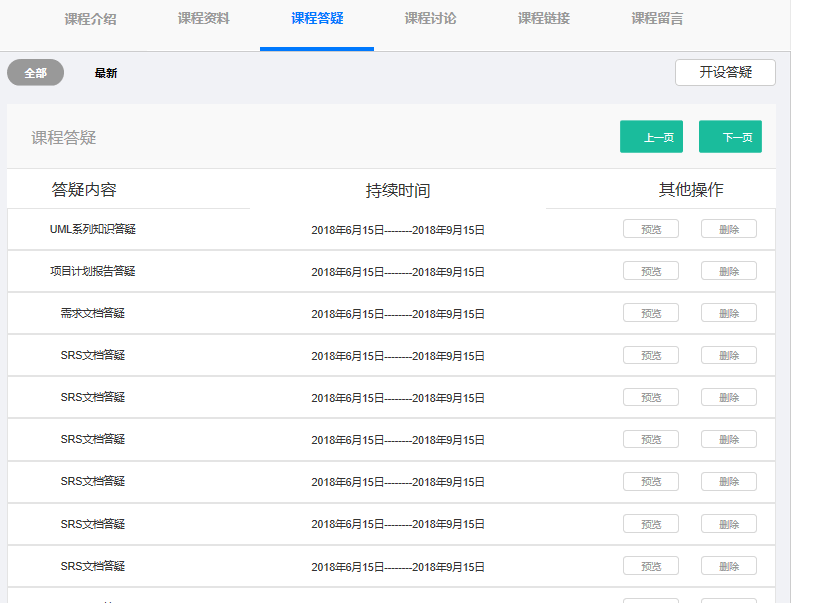 课程介绍 课程资料 课程答疑 课程讨论 课程链接 课程留言
全部 最新 开设答疑
课程答疑 上一页 下一页
答疑内容 持续时间 其他操作
UML系列知识答疑 2018年6月15日--------2018年9月15日 预览 删除
项目计划报告答疑 2018年6月15日--------2018年9月15日 预览 删除
需求文档答疑 2018年6月15日--------2018年9月15日 预览 删除
SRS文档答疑 2018年6月15日--------2018年9月15日 预览 删除
SRS文档答疑 2018年6月15日--------2018年9月15日 预览 删除
SRS文档答疑 2018年6月15日--------2018年9月15日 预览 删除
SRS文档答疑 2018年6月15日--------2018年9月15日 预览 删除
SRS文档答疑 2018年6月15日--------2018年9月15日 预览 删除
SRS文档答疑 2018年6月15日--------2018年9月15日 预览 删除